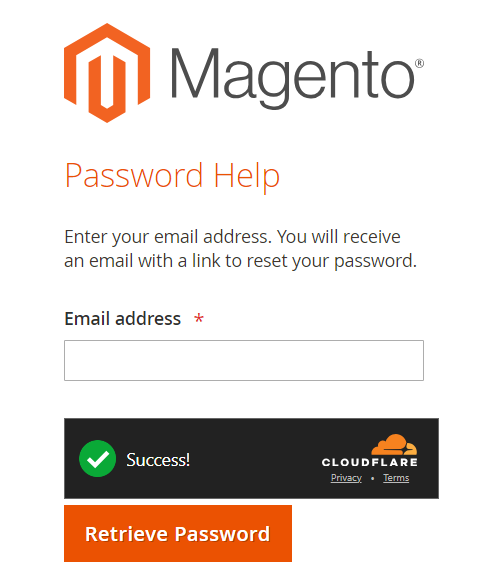 Magento®
Password Help
Enter your email address. You will receive
an email with a link to reset your password.
Email address *
Success!
CLOUDFLARE
Privacy • Terms
Retrieve Password